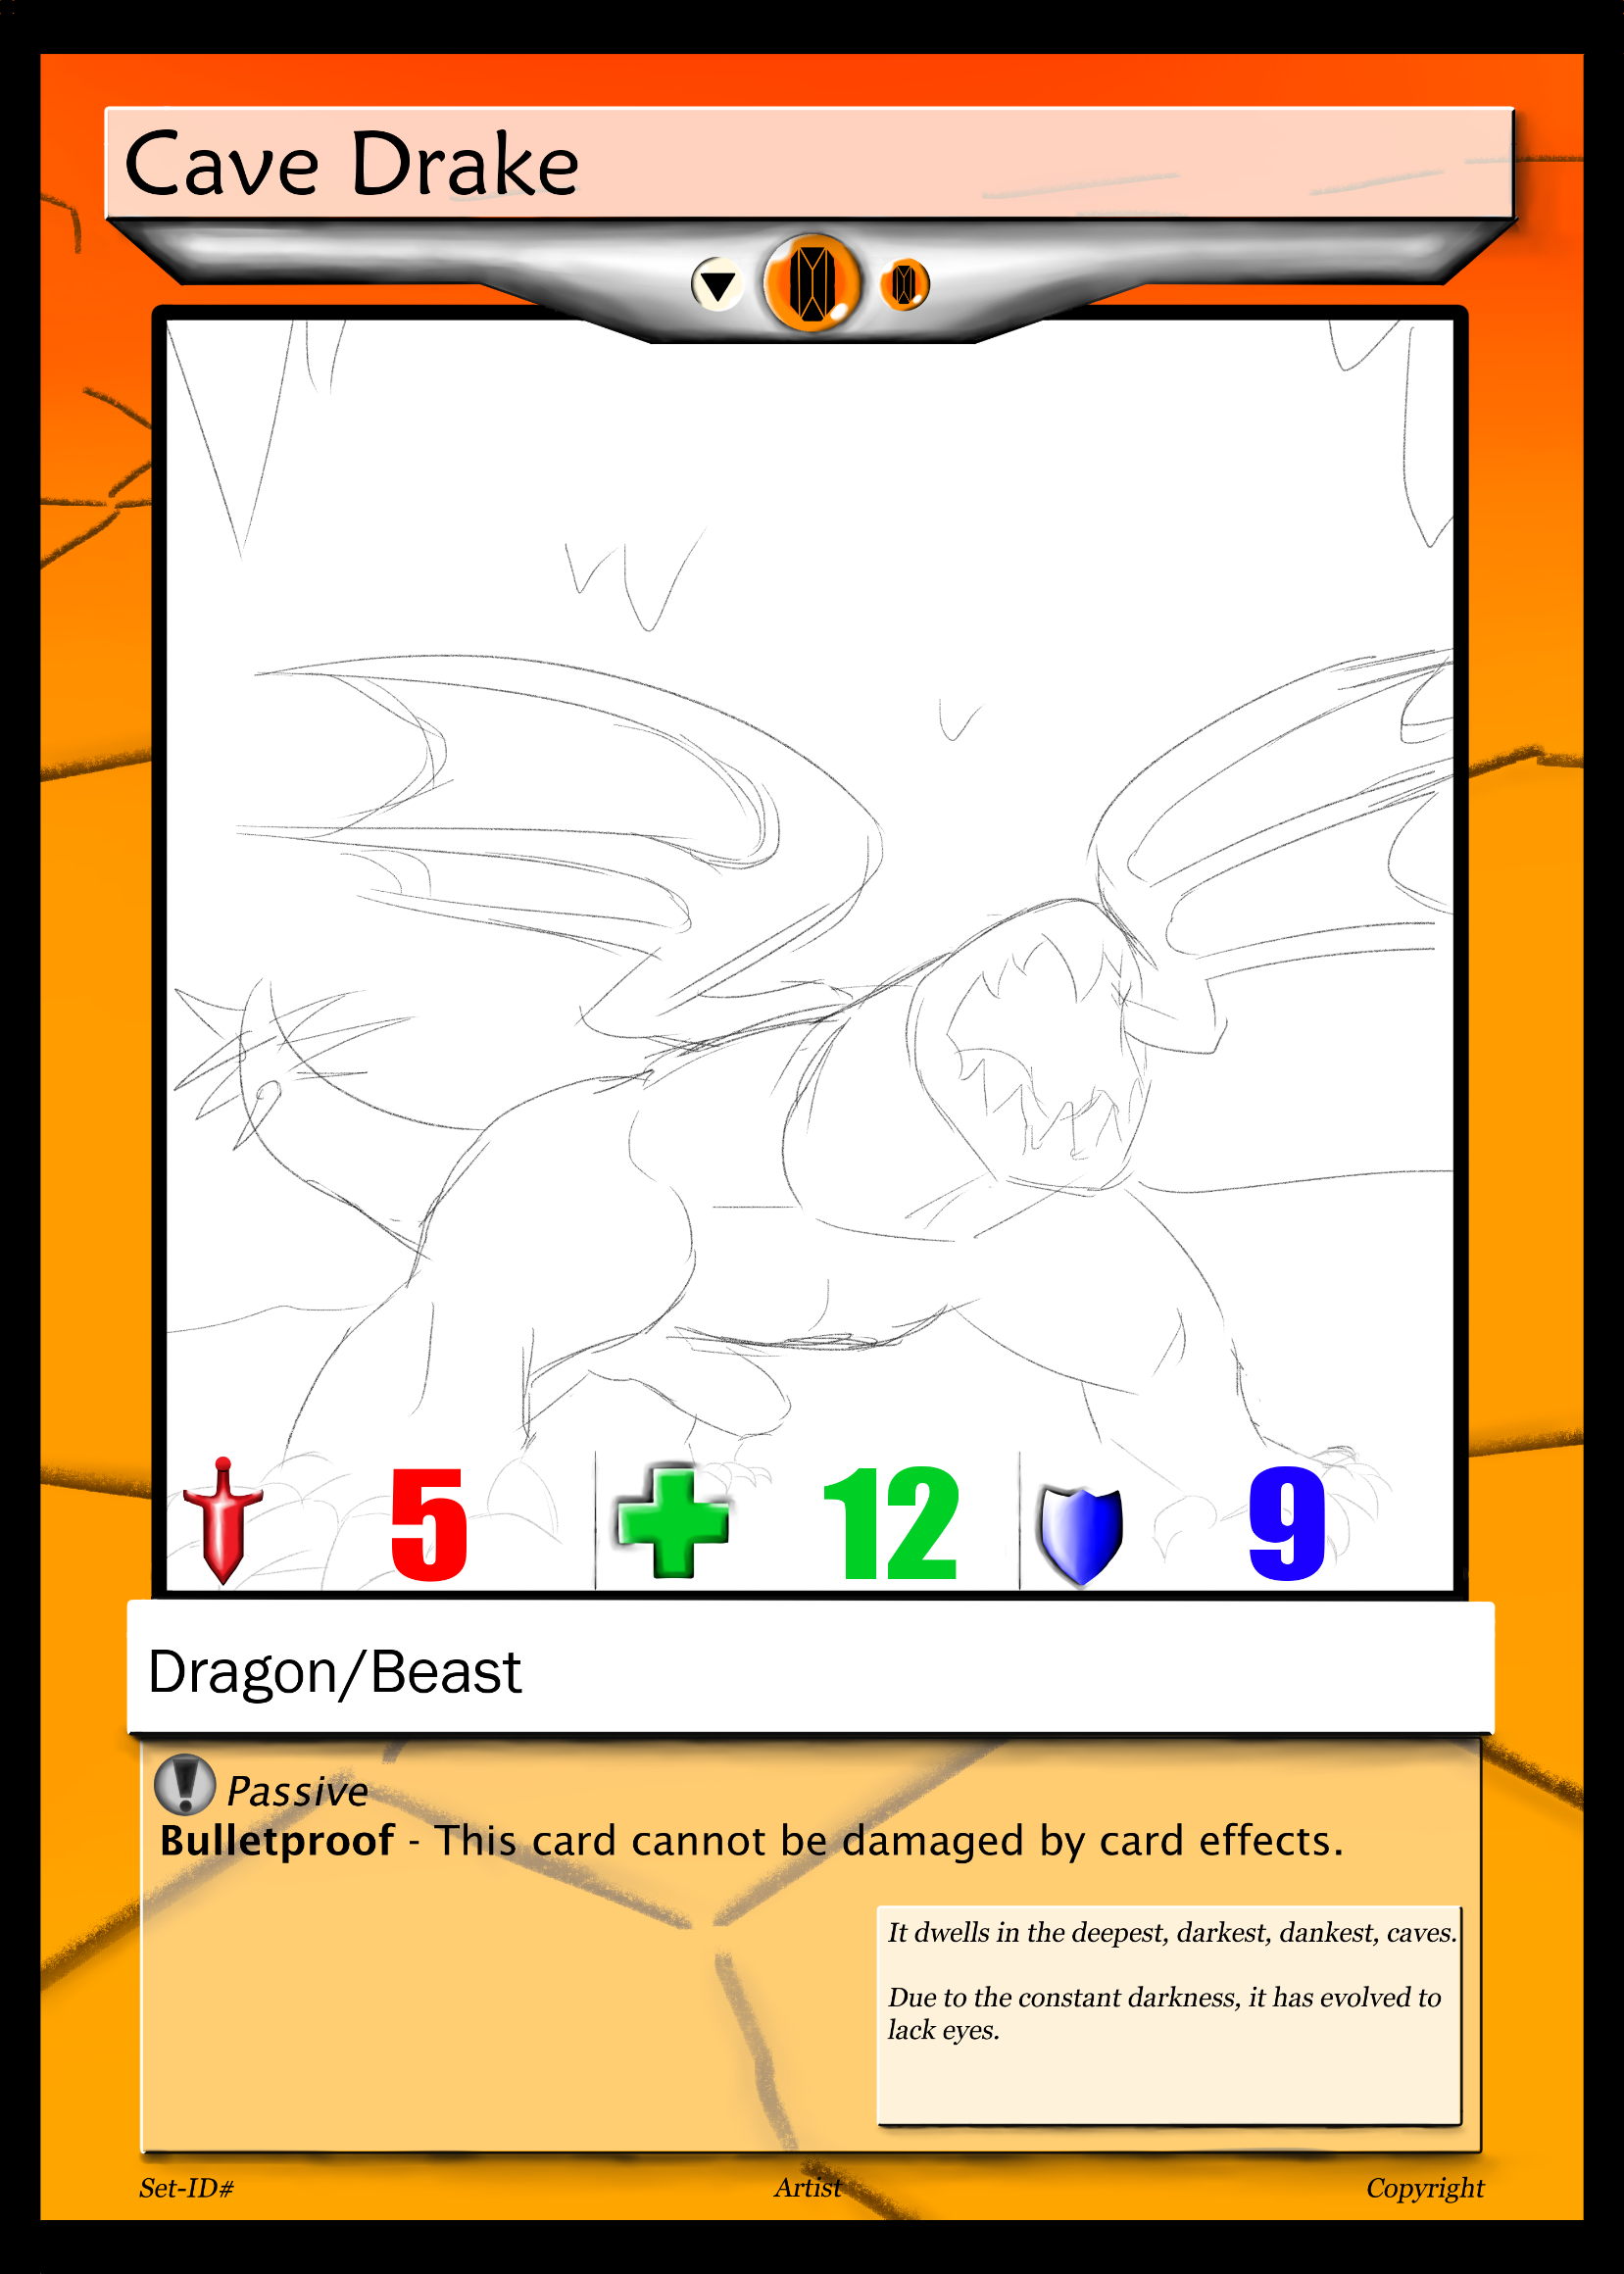 Cave Drake
5 12 9
Dragon/Beast
Passive
Bulletproof - This card cannot be damaged by card effects.
It dwells in the deepest, darkest, dankest, caves.
Due to the constant darkness, it has evolved to
lack eyes.
Set-ID# Artist Copyright